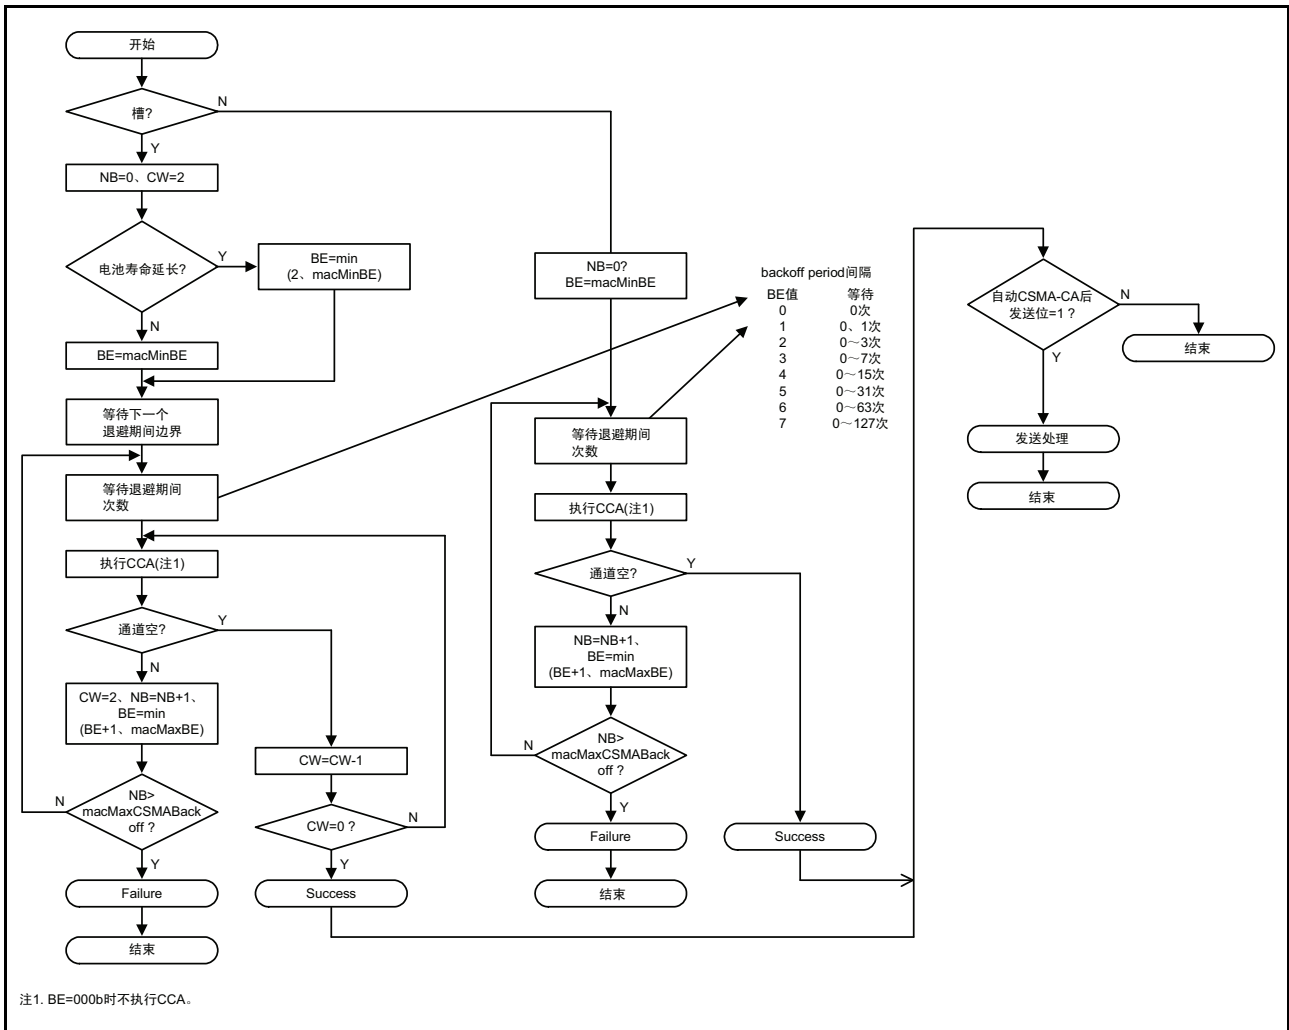 开始
槽?
N
Y
NB=0、CW=2
电池寿命延长?
Y
BE=min
(2、macMinBE)
N
BE=macMinBE
等待下一个
退避期间边界
等待退避期间
次数
执行CCA(注1)
通道空?
Y
N
CW=2、NB=NB+1、
BE=min
(BE+1、macMaxBE)
NB>
macMaxCSMABack
off ?
N
Y
Failure
结束
CW=CW-1
CW=0 ?
N
Y
Success
NB=0?
BE=macMinBE
等待退避期间
次数
执行CCA(注1)
通道空?
Y
N
NB=NB+1、
BE=min
(BE+1、macMaxBE)
NB>
macMaxCSMABack
off ?
N
Y
Failure
结束
Success
backoff period间隔
BE值 等待
0 0次
1 0、1次
2 0～3次
3 0～7次
4 0～15次
5 0～31次
6 0～63次
7 0～127次
自动CSMA-CA后
发送位=1 ?
N
结束
Y
发送处理
结束
注1. BE=000b时不执行CCA。